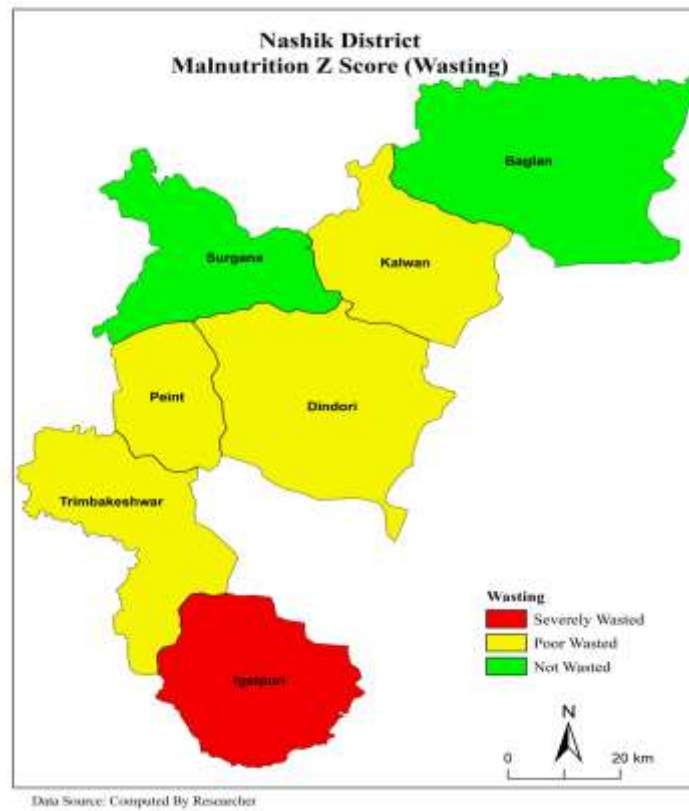 Nashik District
Malnutrition Z Score (Wasting)
Baglan
Surgana
Kalwan
Peint
Dindori
Trimbakeshwar
Igatpuri
Wasting
Severely Wasted
Poor Wasted
Not Wasted
N
0 20 km
Data Source: Computed By Researcher